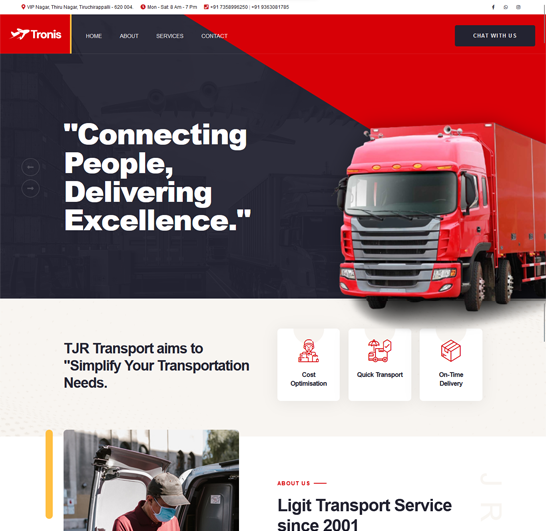 VIP Nagar, Thiru Nagar, Tiruchirappalli - 620 004.
Mon - Sat: 8 Am - 7 Pm
+91 7358996250 | +91 9363081785
Tronis
HOME
ABOUT
SERVICES
CONTACT
CHAT WITH US
"Connecting
People,
Delivering
Excellence."
TJR Transport aims to
"Simplify Your Transportation
Needs.
Cost
Optimisation
Quick Transport
On-Time
Delivery
ABOUT US
Ligit Transport Service
since 2001
J R